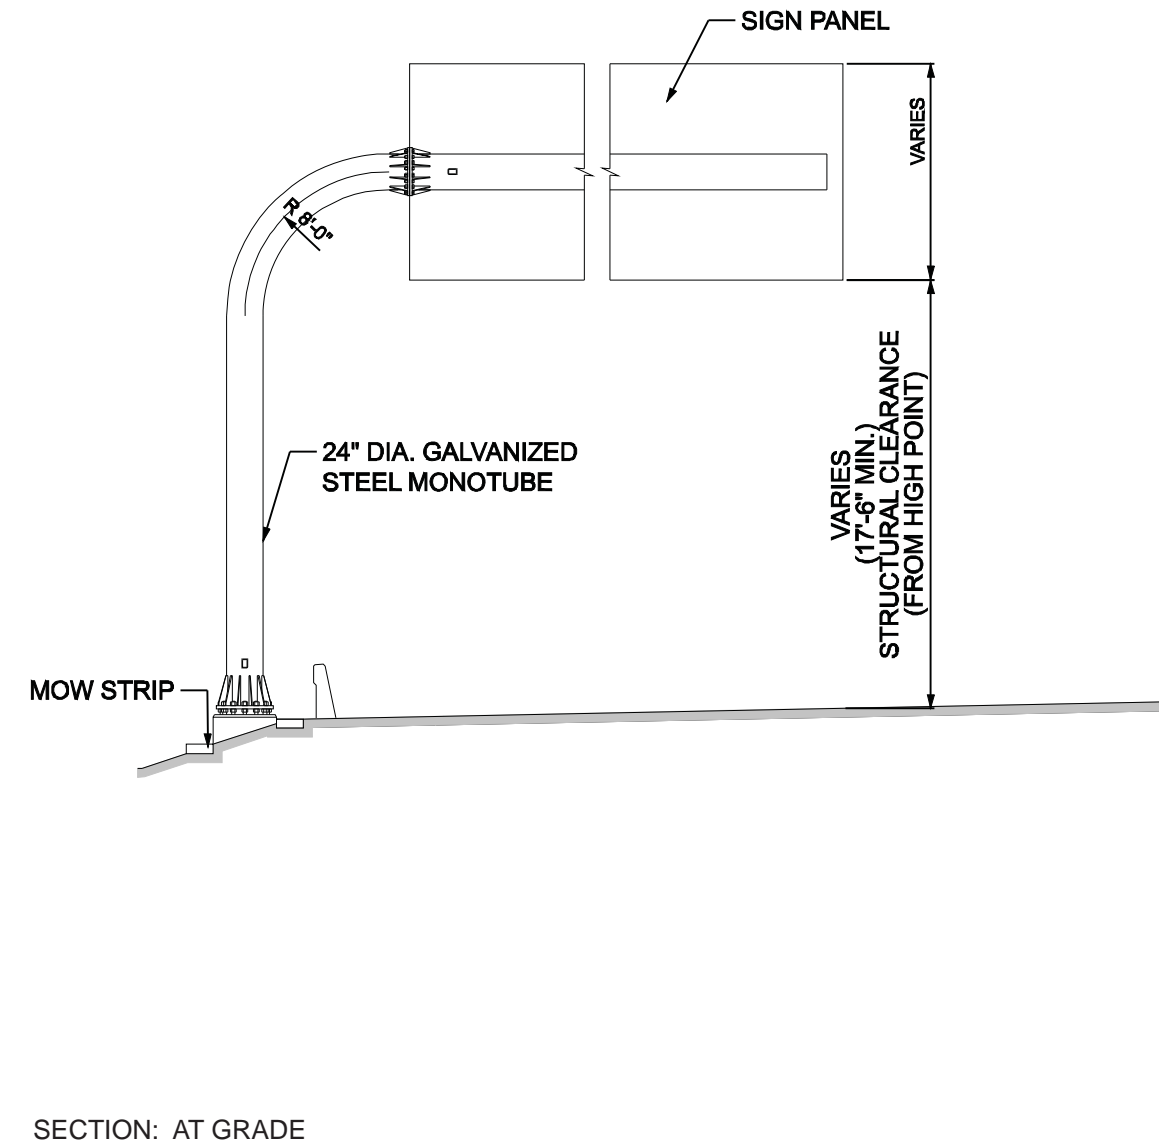 SIGN PANEL
VARIES
R 8'-0"
24" DIA. GALVANIZED
STEEL MONOTUBE
VARIES
(17'-6" MIN.)
STRUCTURAL CLEARANCE
(FROM HIGH POINT)
MOW STRIP
SECTION: AT GRADE